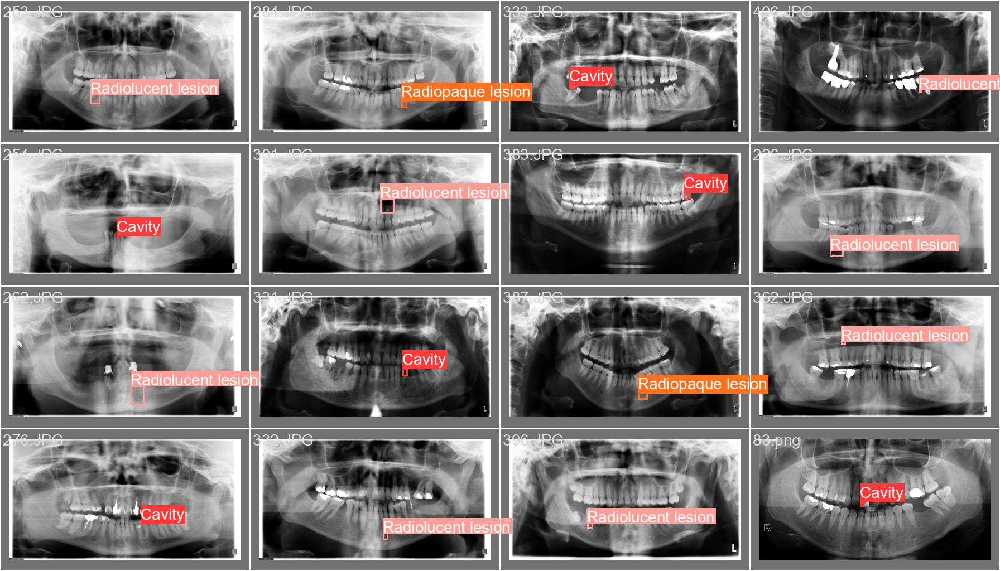 253.JPG
284.JPG
333.JPG
406.JPG
Radiolucent lesion
Radiopaque lesion
Cavity
Radiolucent
L
L
254.JPG
301.JPG
383.JPG
226.JPG
Cavity
Radiolucent lesion
Cavity
Radiolucent lesion
L
262.JPG
331.JPG
387.JPG
362.JPG
Radiolucent lesion
Cavity
Radiopaque lesion
Radiolucent lesion
L
L
276.JPG
332.JPG
396.JPG
83.png
Cavity
Radiolucent lesion
Radiolucent lesion
Cavity
R
L